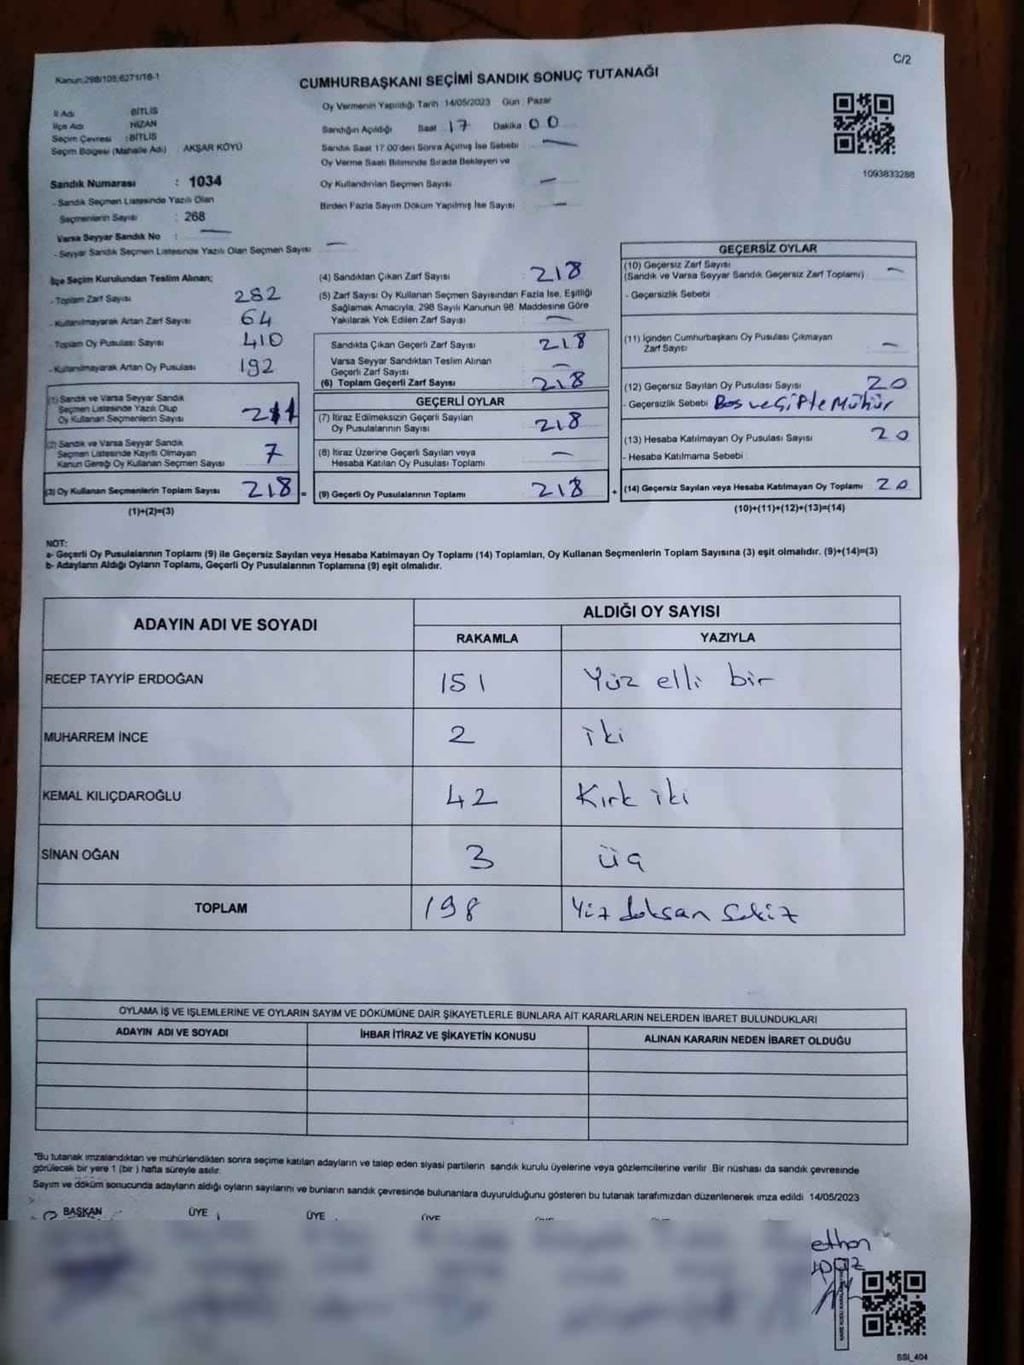 Kanun:298/105;6271/18-1
C/2
CUMHURBAŞKANI SEÇİMİ SANDIK SONUÇ TUTANAĞI
İl Adı : BİTLİS
İlçe Adı : HİZAN
Seçim Çevresi : BİTLİS
Seçim Bölgesi (Mahalle Adı) : AKŞAR KÖYÜ
Sandık Numarası : 1034
- Sandık Seçmen Listesinde Yazılı Olan
Seçmenlerin Sayısı : 268
Varsa Seyyar Sandık No : —
- Seyyar Sandık Seçmen Listesinde Yazılı Olan Seçmen Sayısı —
Oy Vermenin Yapıldığı Tarih 14/05/2023 Gün Pazar
Sandığın Açıldığı Saat 17 Dakika 00
Sandık Saat 17.00'den Sonra Açılmış İse Sebebi —
Oy Verme Saati Bitiminde Sırada Bekleyen ve
Oy Kullandırılan Seçmen Sayısı —
Birden Fazla Sayım Döküm Yapılmış İse Sayısı —
1093833288
İlçe Seçim Kurulundan Teslim Alınan;
- Toplam Zarf Sayısı 282
- Kullanılmayarak Artan Zarf Sayısı 64
- Toplam Oy Pusulası Sayısı 410
- Kullanılmayarak Artan Oy Pusulası 192
(1) Sandık ve Varsa Seyyar Sandık
Seçmen Listesinde Yazılı Olup
Oy Kullanan Seçmenlerin Sayısı 211
(2) Sandık ve Varsa Seyyar Sandık
Seçmen Listesinde Kayıtlı Olmayan
Kanun Gereği Oy Kullanan Seçmen Sayısı 7
(3) Oy Kullanan Seçmenlerin Toplam Sayısı 218 =
(1)+(2)=(3)
(4) Sandıktan Çıkan Zarf Sayısı 218
(5) Zarf Sayısı Oy Kullanan Seçmen Sayısından Fazla İse, Eşitliği
Sağlamak Amacıyla, 298 Sayılı Kanunun 98. Maddesine Göre
Yakılarak Yok Edilen Zarf Sayısı —
Sandıkta Çıkan Geçerli Zarf Sayısı 218
Varsa Seyyar Sandıktan Teslim Alınan
Geçerli Zarf Sayısı —
(6) Toplam Geçerli Zarf Sayısı 218
GEÇERLİ OYLAR
(7) İtiraz Edilmeksizin Geçerli Sayılan
Oy Pusulalarının Sayısı 218
(8) İtiraz Üzerine Geçerli Sayılan veya
Hesaba Katılan Oy Pusulası Toplamı —
(9) Geçerli Oy Pusulalarının Toplamı 218 +
GEÇERSİZ OYLAR
(10) Geçersiz Zarf Sayısı
(Sandık ve Varsa Seyyar Sandık Geçersiz Zarf Toplamı) —
- Geçersizlik Sebebi
(11) İçinden Cumhurbaşkanı Oy Pusulası Çıkmayan
Zarf Sayısı —
(12) Geçersiz Sayılan Oy Pusulası Sayısı 20
- Geçersizlik Sebebi Boş ve Çifte Mühür
(13) Hesaba Katılmayan Oy Pusulası Sayısı 20
- Hesaba Katılmama Sebebi
(14) Geçersiz Sayılan veya Hesaba Katılmayan Oy Toplamı 20
(10)+(11)+(12)+(13)=(14)
NOT:
a- Geçerli Oy Pusulalarının Toplamı (9) ile Geçersiz Sayılan veya Hesaba Katılmayan Oy Toplamı (14) Toplamları, Oy Kullanan Seçmenlerin Toplam Sayısına (3) eşit olmalıdır. (9)+(14)=(3)
b- Adayların Aldığı Oyların Toplamı, Geçerli Oy Pusulalarının Toplamına (9) eşit olmalıdır.
ADAYIN ADI VE SOYADI
ALDIĞI OY SAYISI
RAKAMLA YAZIYLA
RECEP TAYYİP ERDOĞAN 151 Yüz elli bir
MUHARREM İNCE 2 iki
KEMAL KILIÇDAROĞLU 42 Kırk iki
SİNAN OĞAN 3 üç
TOPLAM 198 Yüz doksan sekiz
OYLAMA İŞ VE İŞLEMLERİNE VE OYLARIN SAYIM VE DÖKÜMÜNE DAİR ŞİKAYETLERLE BUNLARA AİT KARARLARIN NELERDEN İBARET BULUNDUKLARI
ADAYIN ADI VE SOYADI İHBAR İTİRAZ VE ŞİKAYETİN KONUSU ALINAN KARARIN NEDEN İBARET OLDUĞU
*Bu tutanak imzalandıktan ve mühürlendikten sonra seçime katılan adayların ve talep eden siyasi partilerin sandık kurulu üyelerine veya gözlemcilerine verilir. Bir nüshası da sandık çevresinde
görülecek bir yere 1 (bir) hafta süreyle asılır.
Sayım ve döküm sonucunda adayların aldığı oyların sayılarını ve bunların sandık çevresinde bulunanlara duyurulduğunu gösteren bu tutanak tarafımızdan düzenlenerek imza edildi 14/05/2023
BAŞKAN ÜYE ÜYE ÜYE
ethan
SSI_404